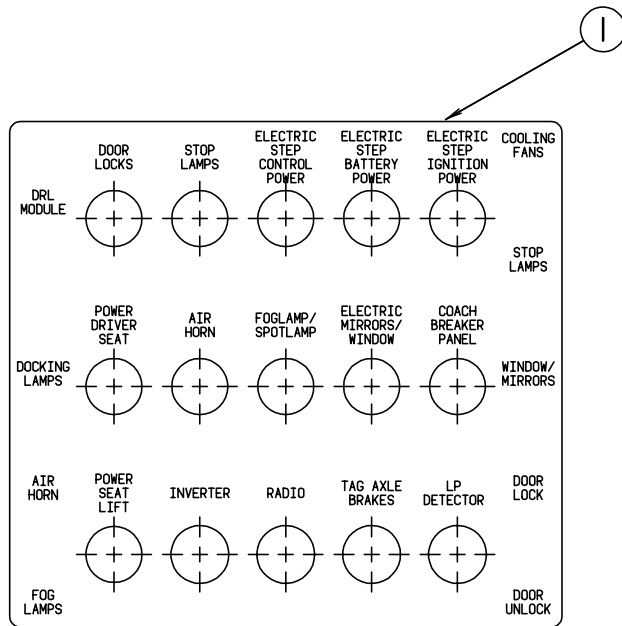 1
DOOR
LOCKS
STOP
LAMPS
ELECTRIC
STEP
CONTROL
POWER
ELECTRIC
STEP
BATTERY
POWER
ELECTRIC
STEP
IGNITION
POWER
COOLING
FANS
DRL
MODULE
STOP
LAMPS
POWER
DRIVER
SEAT
AIR
HORN
FOGLAMP/
SPOTLAMP
ELECTRIC
MIRRORS/
WINDOW
COACH
BREAKER
PANEL
DOCKING
LAMPS
WINDOW/
MIRRORS
AIR
HORN
POWER
SEAT
LIFT
INVERTER
RADIO
TAG AXLE
BRAKES
LP
DETECTOR
DOOR
LOCK
FOG
LAMPS
DOOR
UNLOCK